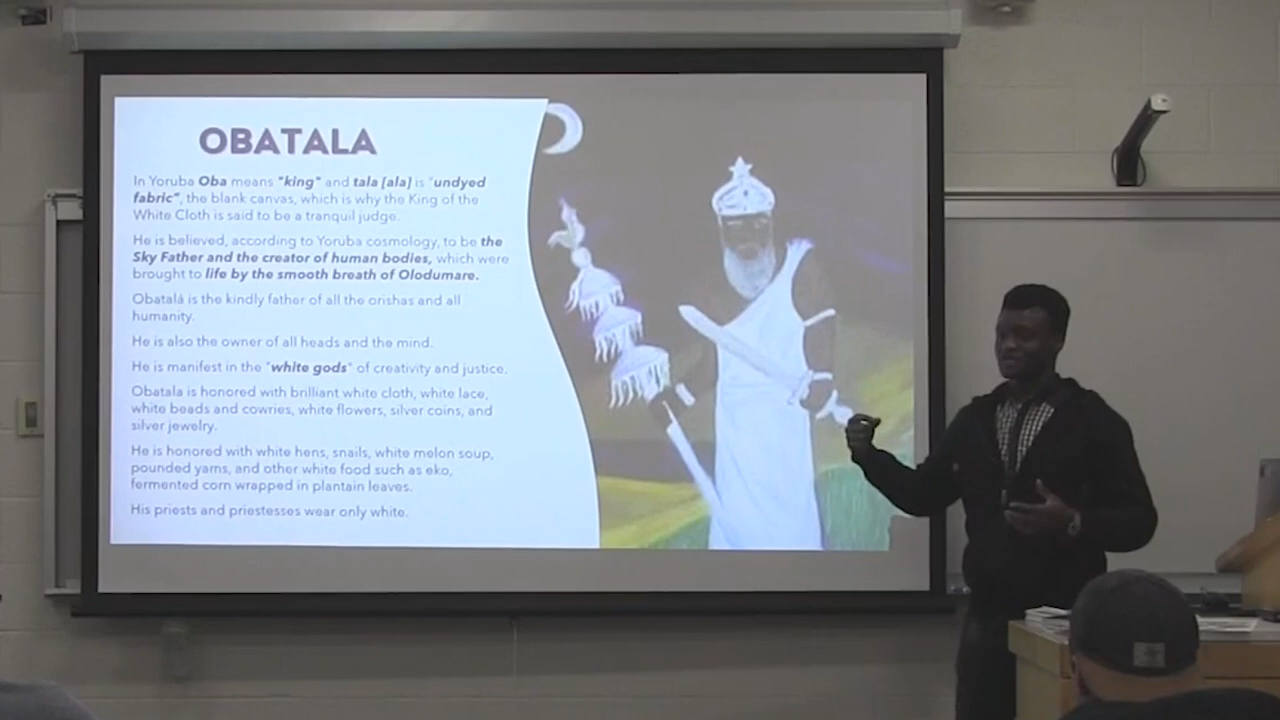 OBATALA
In Yoruba Oba means "king" and tala [ala] is "undyed
fabric", the blank canvas, which is why the King of the
White Cloth is said to be a tranquil judge.
He is believed, according to Yoruba cosmology, to be the
Sky Father and the creator of human bodies, which were
brought to life by the smooth breath of Olodumare.
Obatalá is the kindly father of all the orishas and all
humanity.
He is also the owner of all heads and the mind.
He is manifest in the "white gods" of creativity and justice.
Obatala is honored with brilliant white cloth, white lace,
white beads and cowries, white flowers, silver coins, and
silver jewelry.
He is honored with white hens, snails, white melon soup,
pounded yams, and other white food such as eko,
fermented corn wrapped in plantain leaves.
His priests and priestesses wear only white.